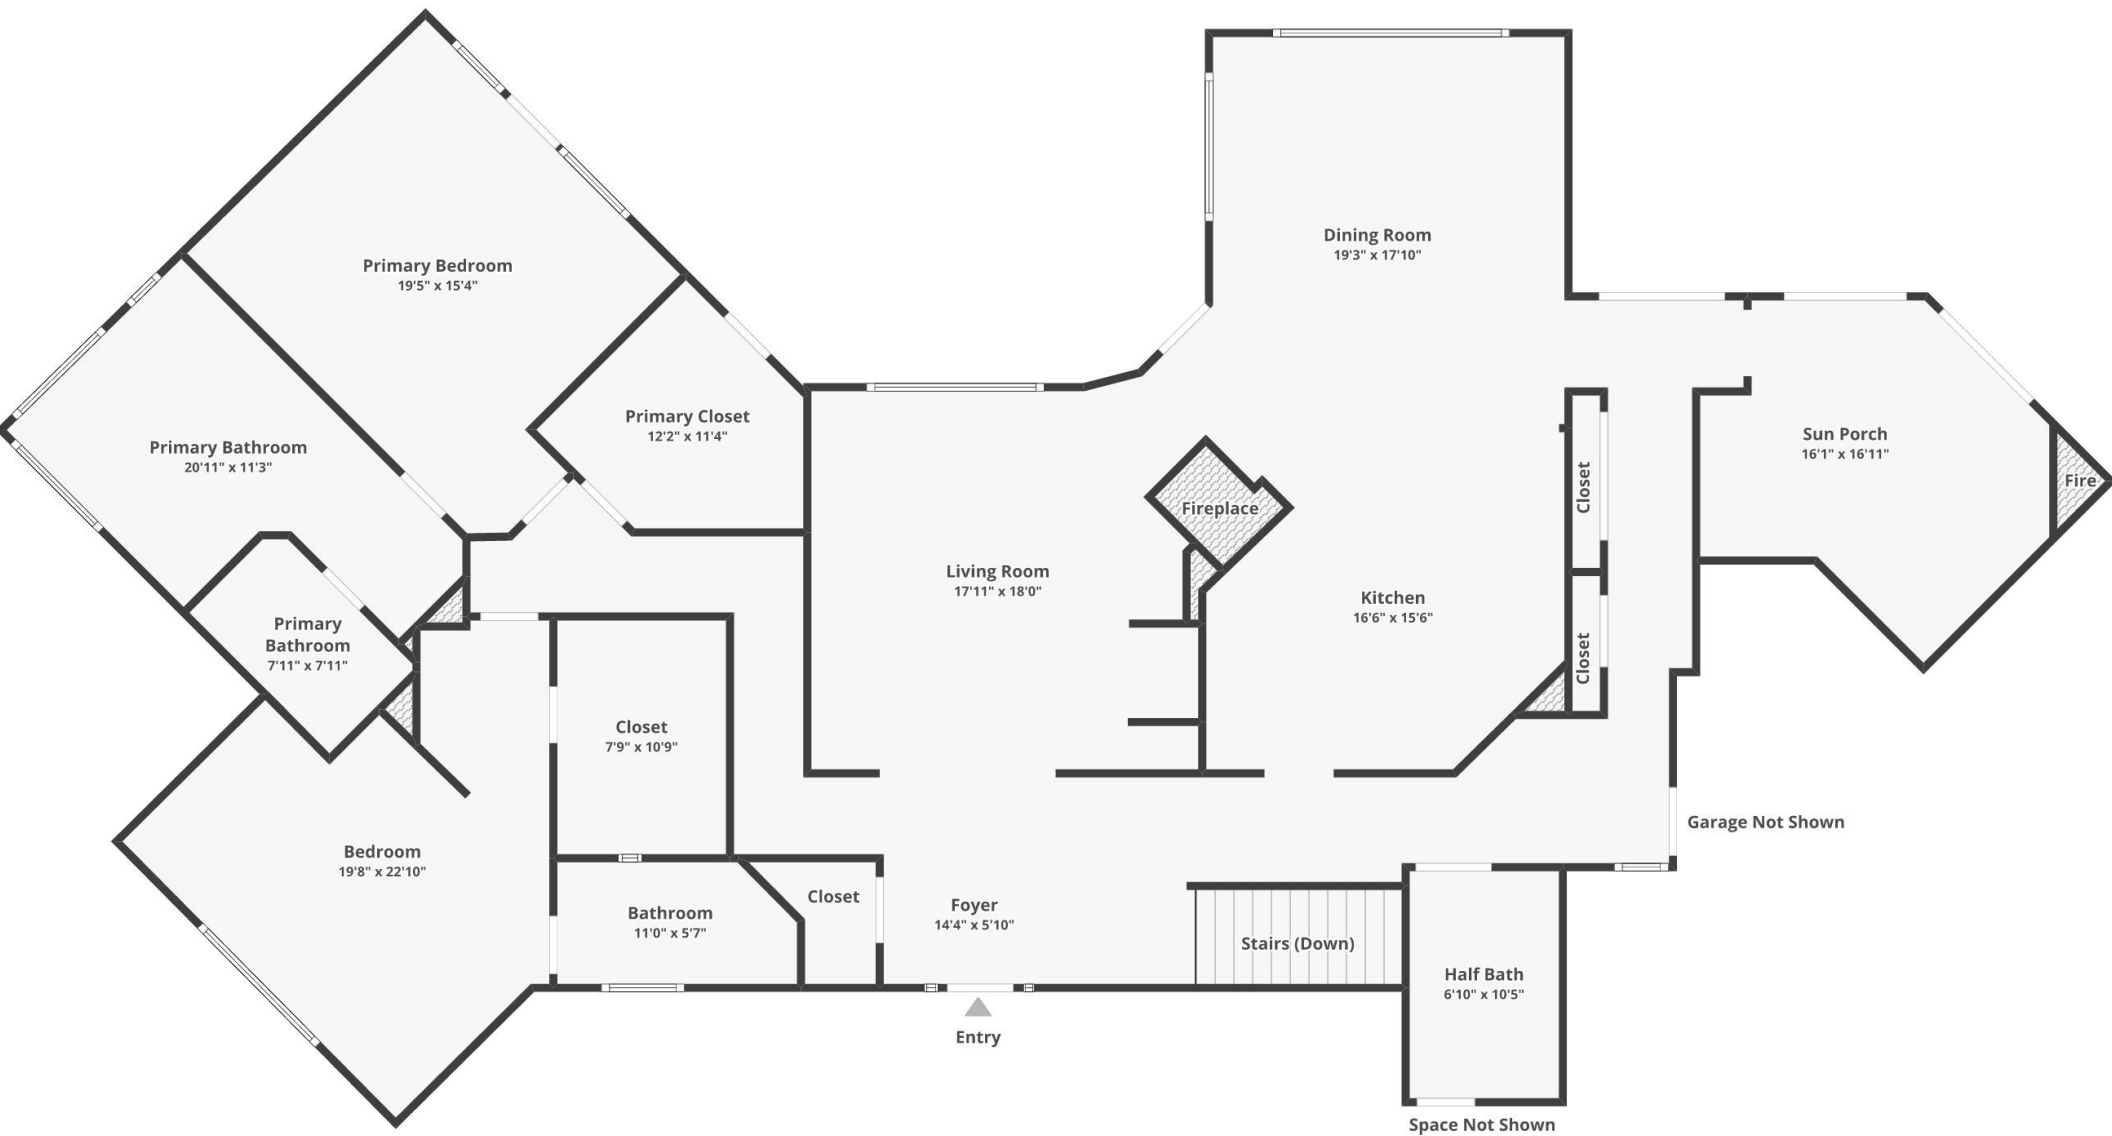 Dining Room
19'3" x 17'10"
Primary Bedroom
19'5" x 15'4"
Primary Closet
12'2" x 11'4"
Primary Bathroom
20'11" x 11'3"
Sun Porch
16'1" x 16'11"
Fire
Closet
Fireplace
Living Room
17'11" x 18'0"
Kitchen
16'6" x 15'6"
Primary
Bathroom
7'11" x 7'11"
Closet
Closet
7'9" x 10'9"
Garage Not Shown
Bedroom
19'8" x 22'10"
Closet
Bathroom
11'0" x 5'7"
Foyer
14'4" x 5'10"
Stairs (Down)
Half Bath
6'10" x 10'5"
Entry
Space Not Shown